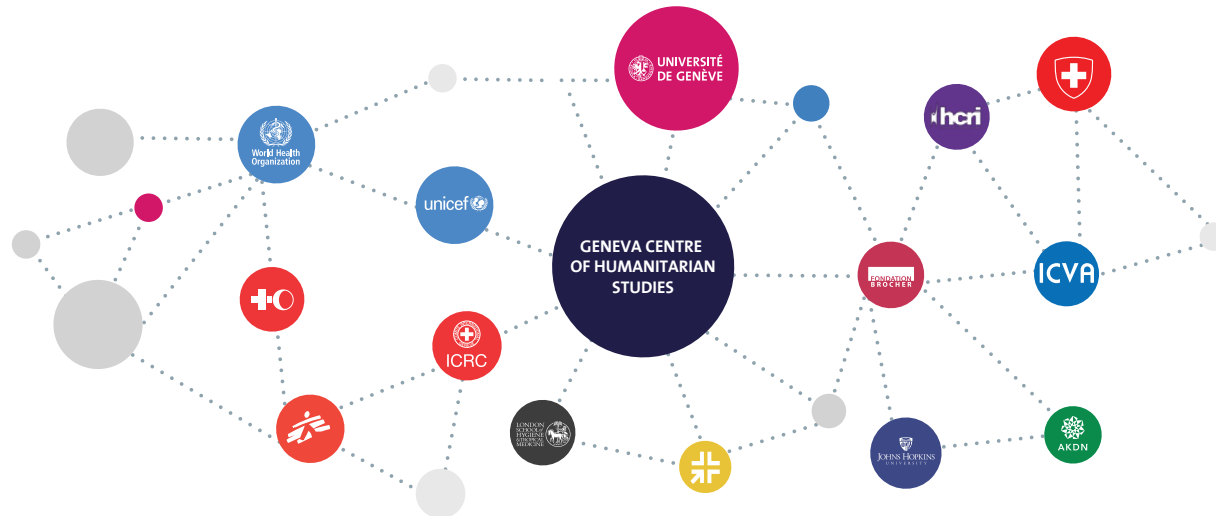 UNIVERSITÉ
DE GENÈVE
hcri
World Health
Organization
unicef
GENEVA CENTRE
OF HUMANITARIAN
STUDIES
FONDATION
BROCHER
ICVA
ICRC
LONDON
SCHOOL of
HYGIENE
& TROPICAL
MEDICINE
JOHNS HOPKINS
UNIVERSITY
AKDN